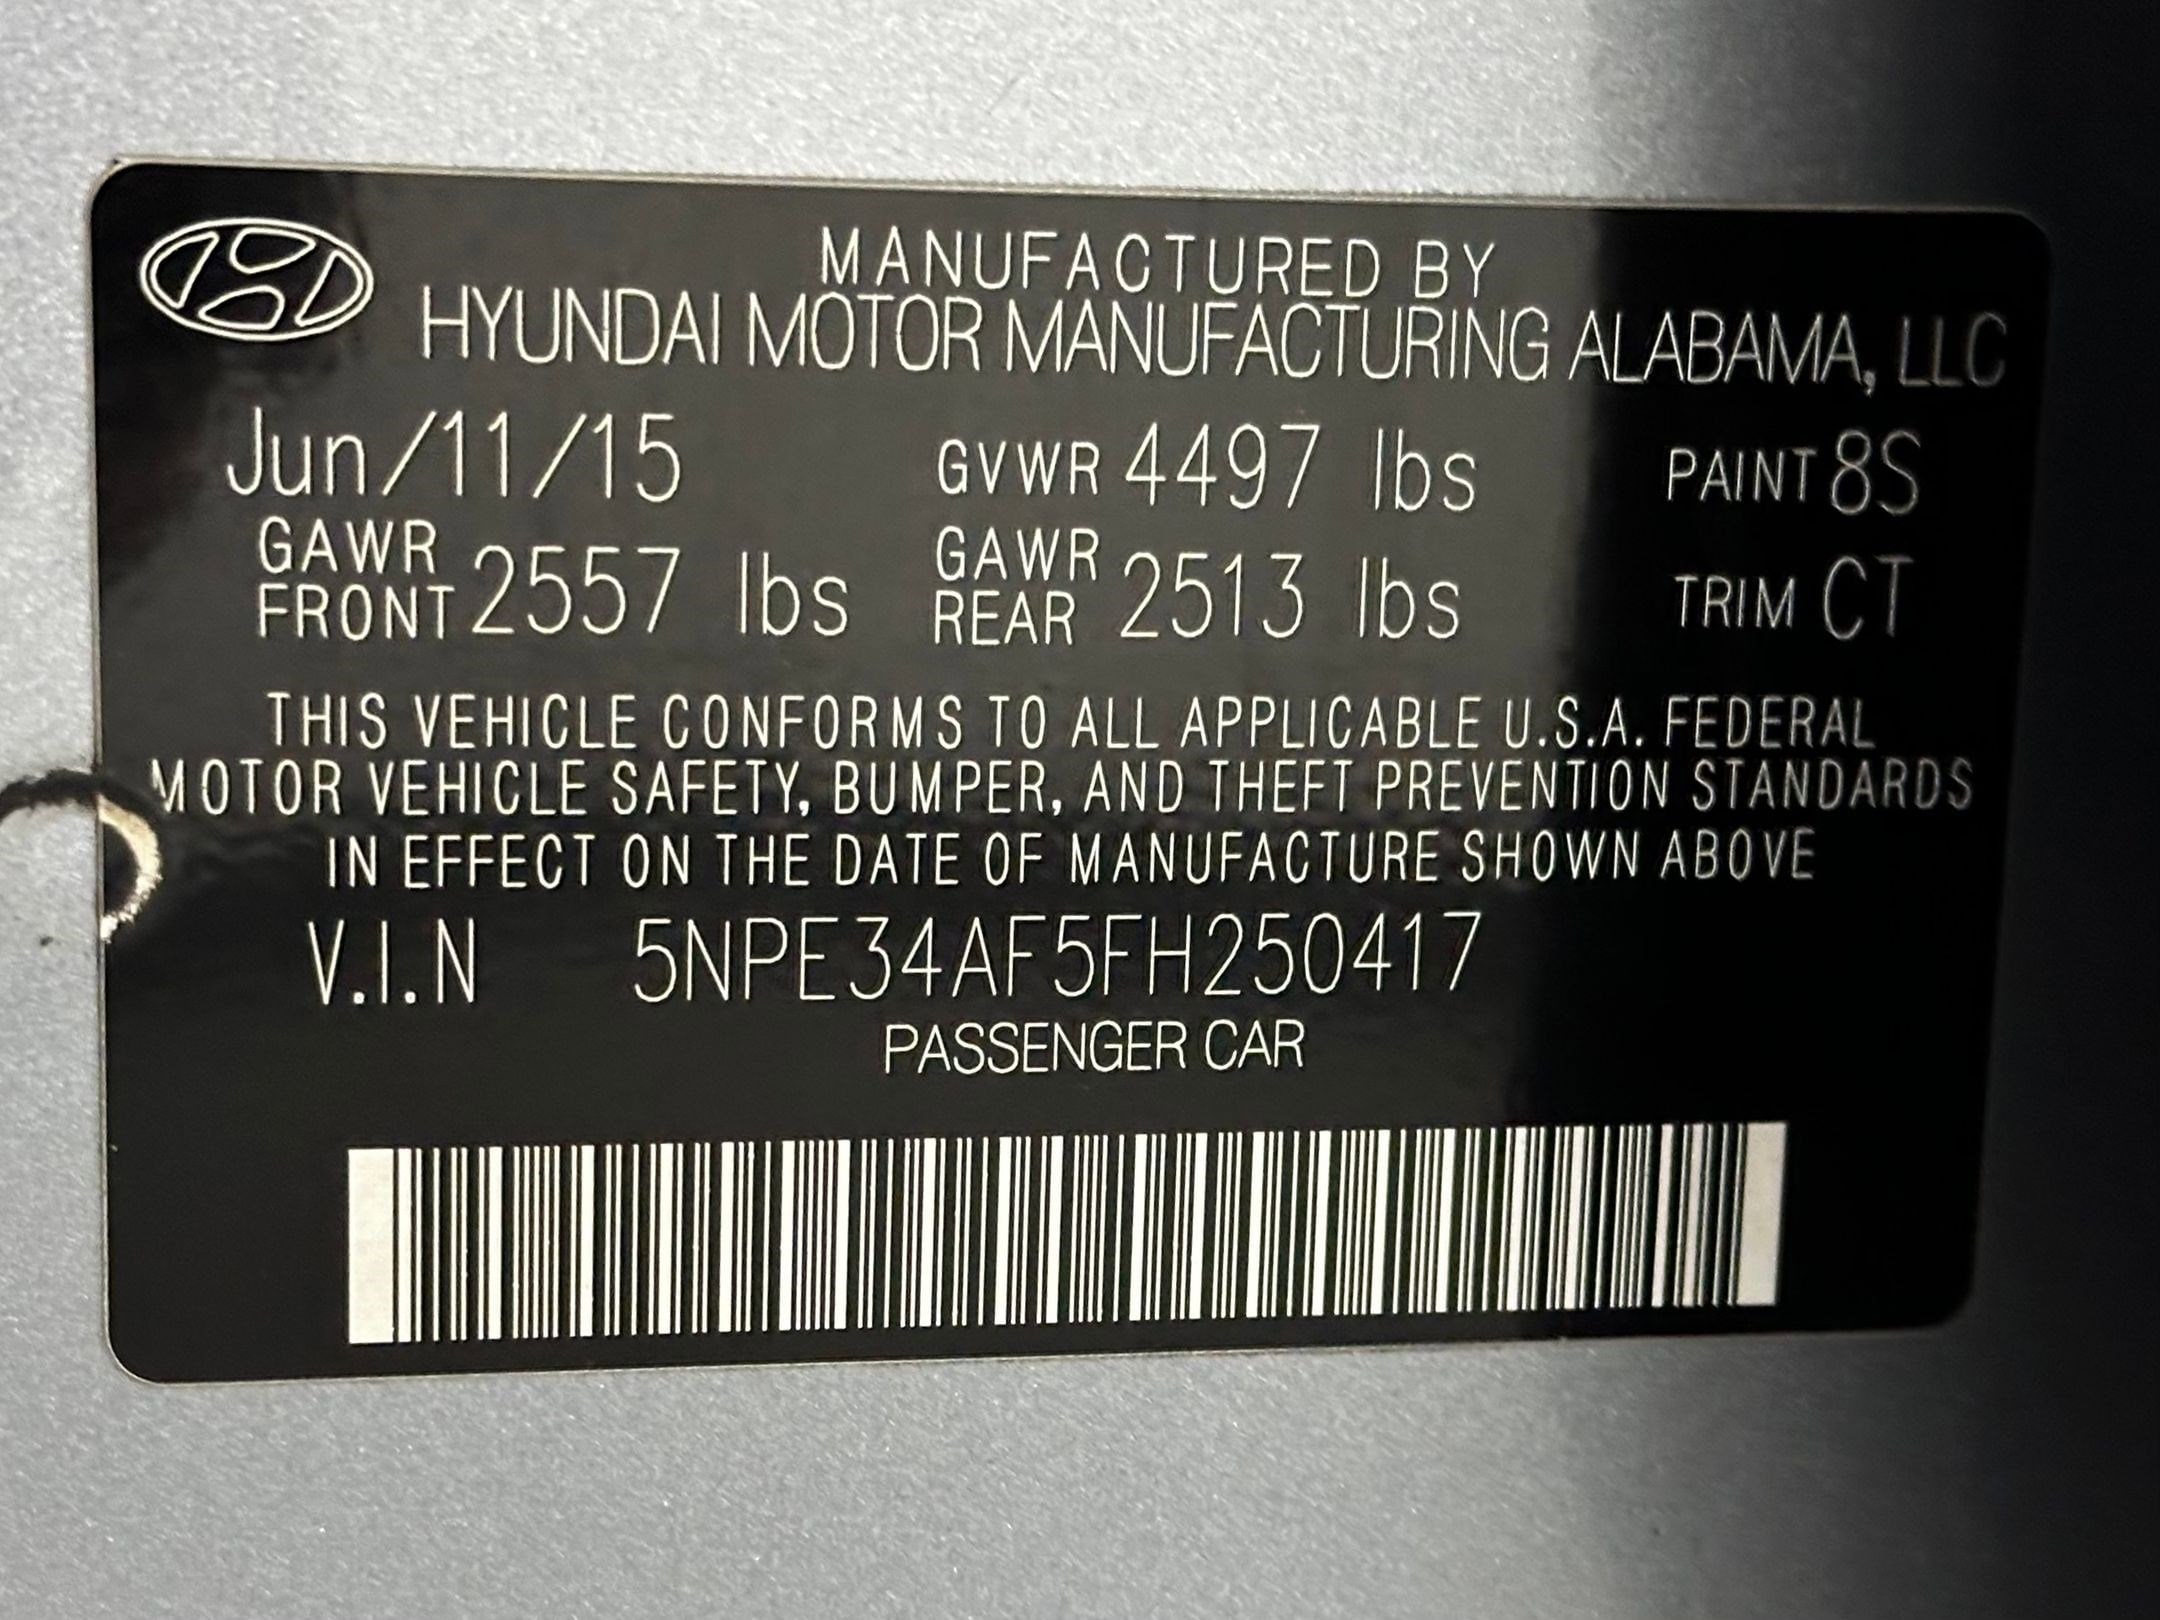 MANUFACTURED BY
HYUNDAI MOTOR MANUFACTURING ALABAMA, LLC
Jun/11/15 GVWR 4497 lbs PAINT 8S
GAWR FRONT 2557 lbs GAWR REAR 2513 lbs TRIM CT
THIS VEHICLE CONFORMS TO ALL APPLICABLE U.S.A. FEDERAL
MOTOR VEHICLE SAFETY, BUMPER, AND THEFT PREVENTION STANDARDS
IN EFFECT ON THE DATE OF MANUFACTURE SHOWN ABOVE
V.I.N 5NPE34AF5FH250417
PASSENGER CAR